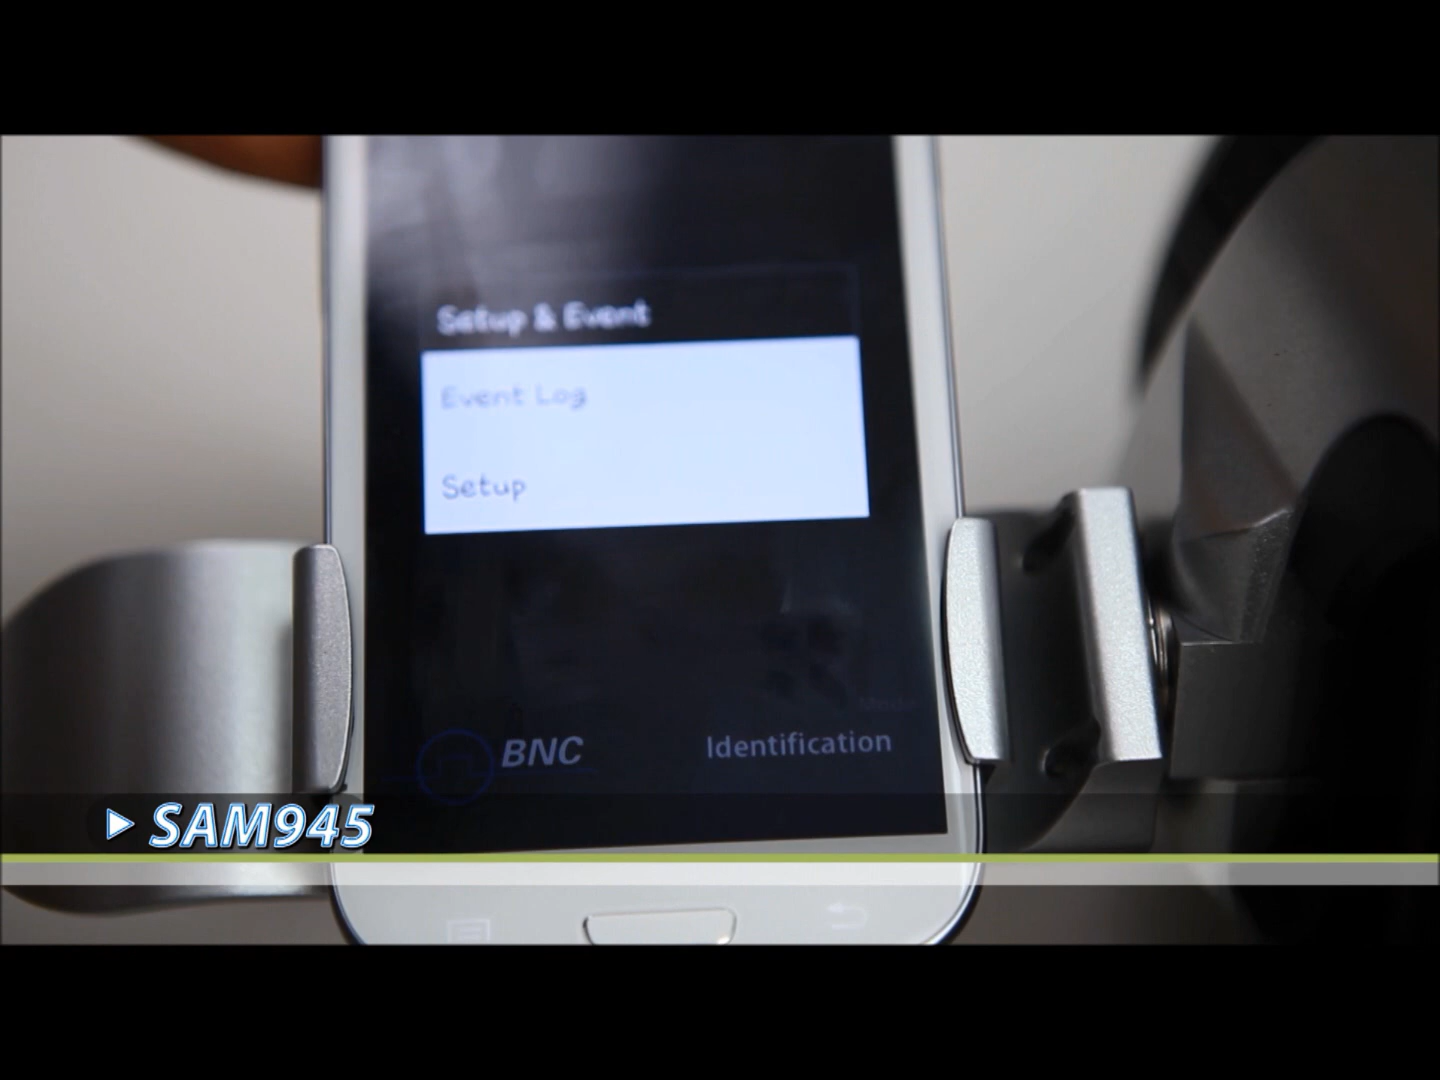 Setup & Event
Event Log
Setup
BNC
Identification
SAM945